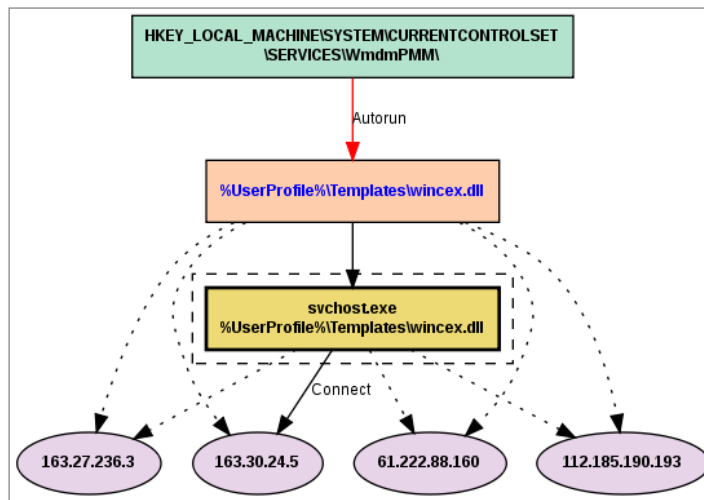 HKEY_LOCAL_MACHINE\SYSTEM\CURRENTCONTROLSET
\SERVICES\WmdmPMM\
Autorun
%UserProfile%\Templates\wincex.dll
svchost.exe
%UserProfile%\Templates\wincex.dll
Connect
163.27.236.3
163.30.24.5
61.222.88.160
112.185.190.193